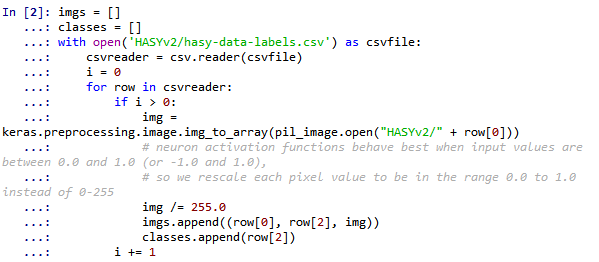 In [2]: imgs = []
   ...: classes = []
   ...: with open('HASYv2/hasy-data-labels.csv') as csvfile:
   ...:     csvreader = csv.reader(csvfile)
   ...:     i = 0
   ...:     for row in csvreader:
   ...:         if i > 0:
   ...:             img =
keras.preprocessing.image.img_to_array(pil_image.open("HASYv2/" + row[0]))
   ...:             # neuron activation functions behave best when input values are
between 0.0 and 1.0 (or -1.0 and 1.0),
   ...:             # so we rescale each pixel value to be in the range 0.0 to 1.0
instead of 0-255
   ...:             img /= 255.0
   ...:             imgs.append((row[0], row[2], img))
   ...:             classes.append(row[2])
   ...:         i += 1